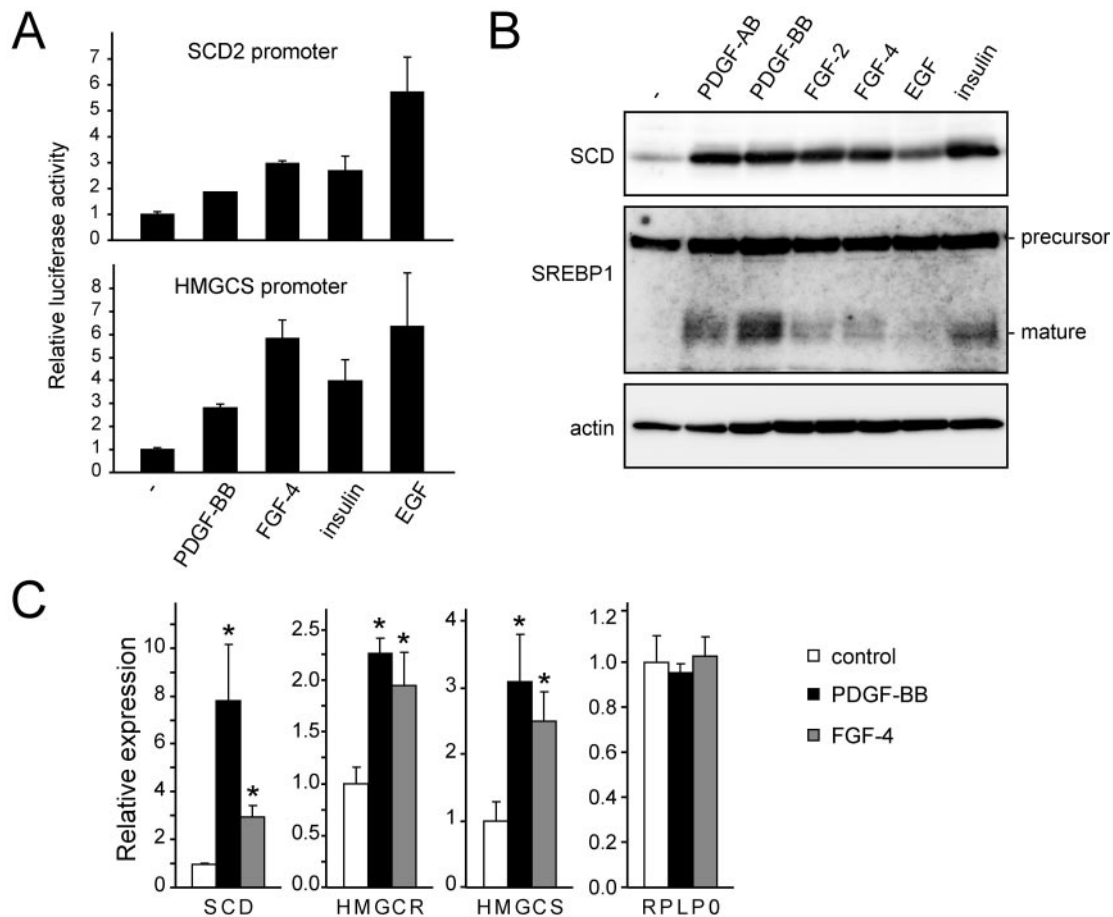 A
SCD2 promoter
8
7
6
5
4
3
2
1
0
HMGCS promoter
8
7
6
5
4
3
2
1
0
Relative luciferase activity
-
PDGF-BB
FGF-4
insulin
EGF
B
-
PDGF-AB
PDGF-BB
FGF-2
FGF-4
EGF
insulin
SCD
SREBP1
- precursor
- mature
actin
C
Relative expression
10
8
6
4
2
0
SCD
*
*
2.5
2.0
1.5
1.0
0.5
0.0
HMGCR
*
*
4
3
2
1
0
HMGCS
*
*
1.2
1.0
0.8
0.6
0.4
0.2
0.0
RPLP0
control
PDGF-BB
FGF-4